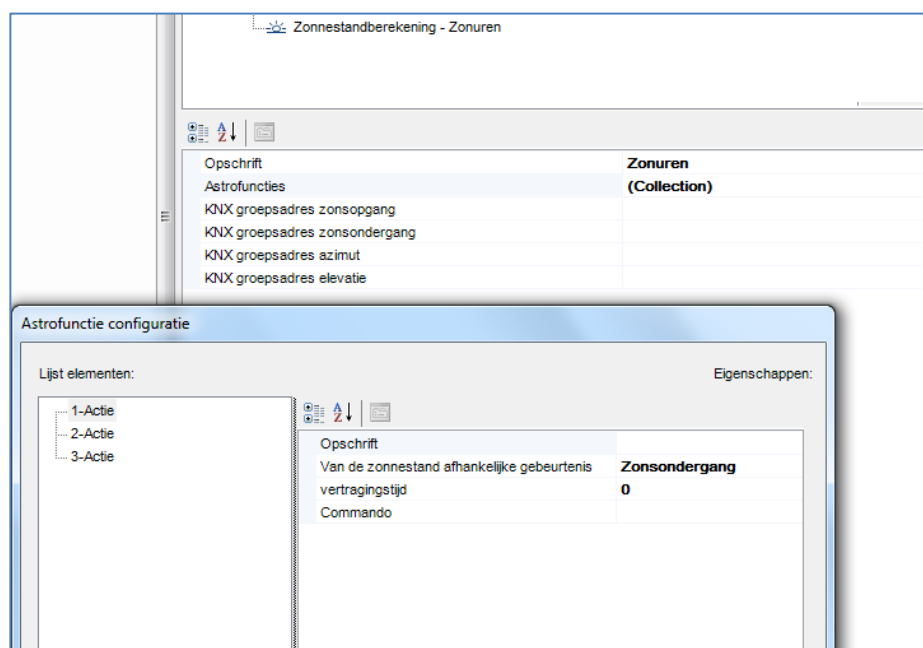 Zonnestandberekening - Zonuren
Opschrift Zonuren
Astrofuncties (Collection)
KNX groepsadres zonsopgang
KNX groepsadres zonsondergang
KNX groepsadres azimut
KNX groepsadres elevatie
Astrofunctie configuratie
Lijst elementen: Eigenschappen:
1-Actie
2-Actie
3-Actie
Opschrift
Van de zonnestand afhankelijke gebeurtenis Zonsondergang
vertragingstijd 0
Commando